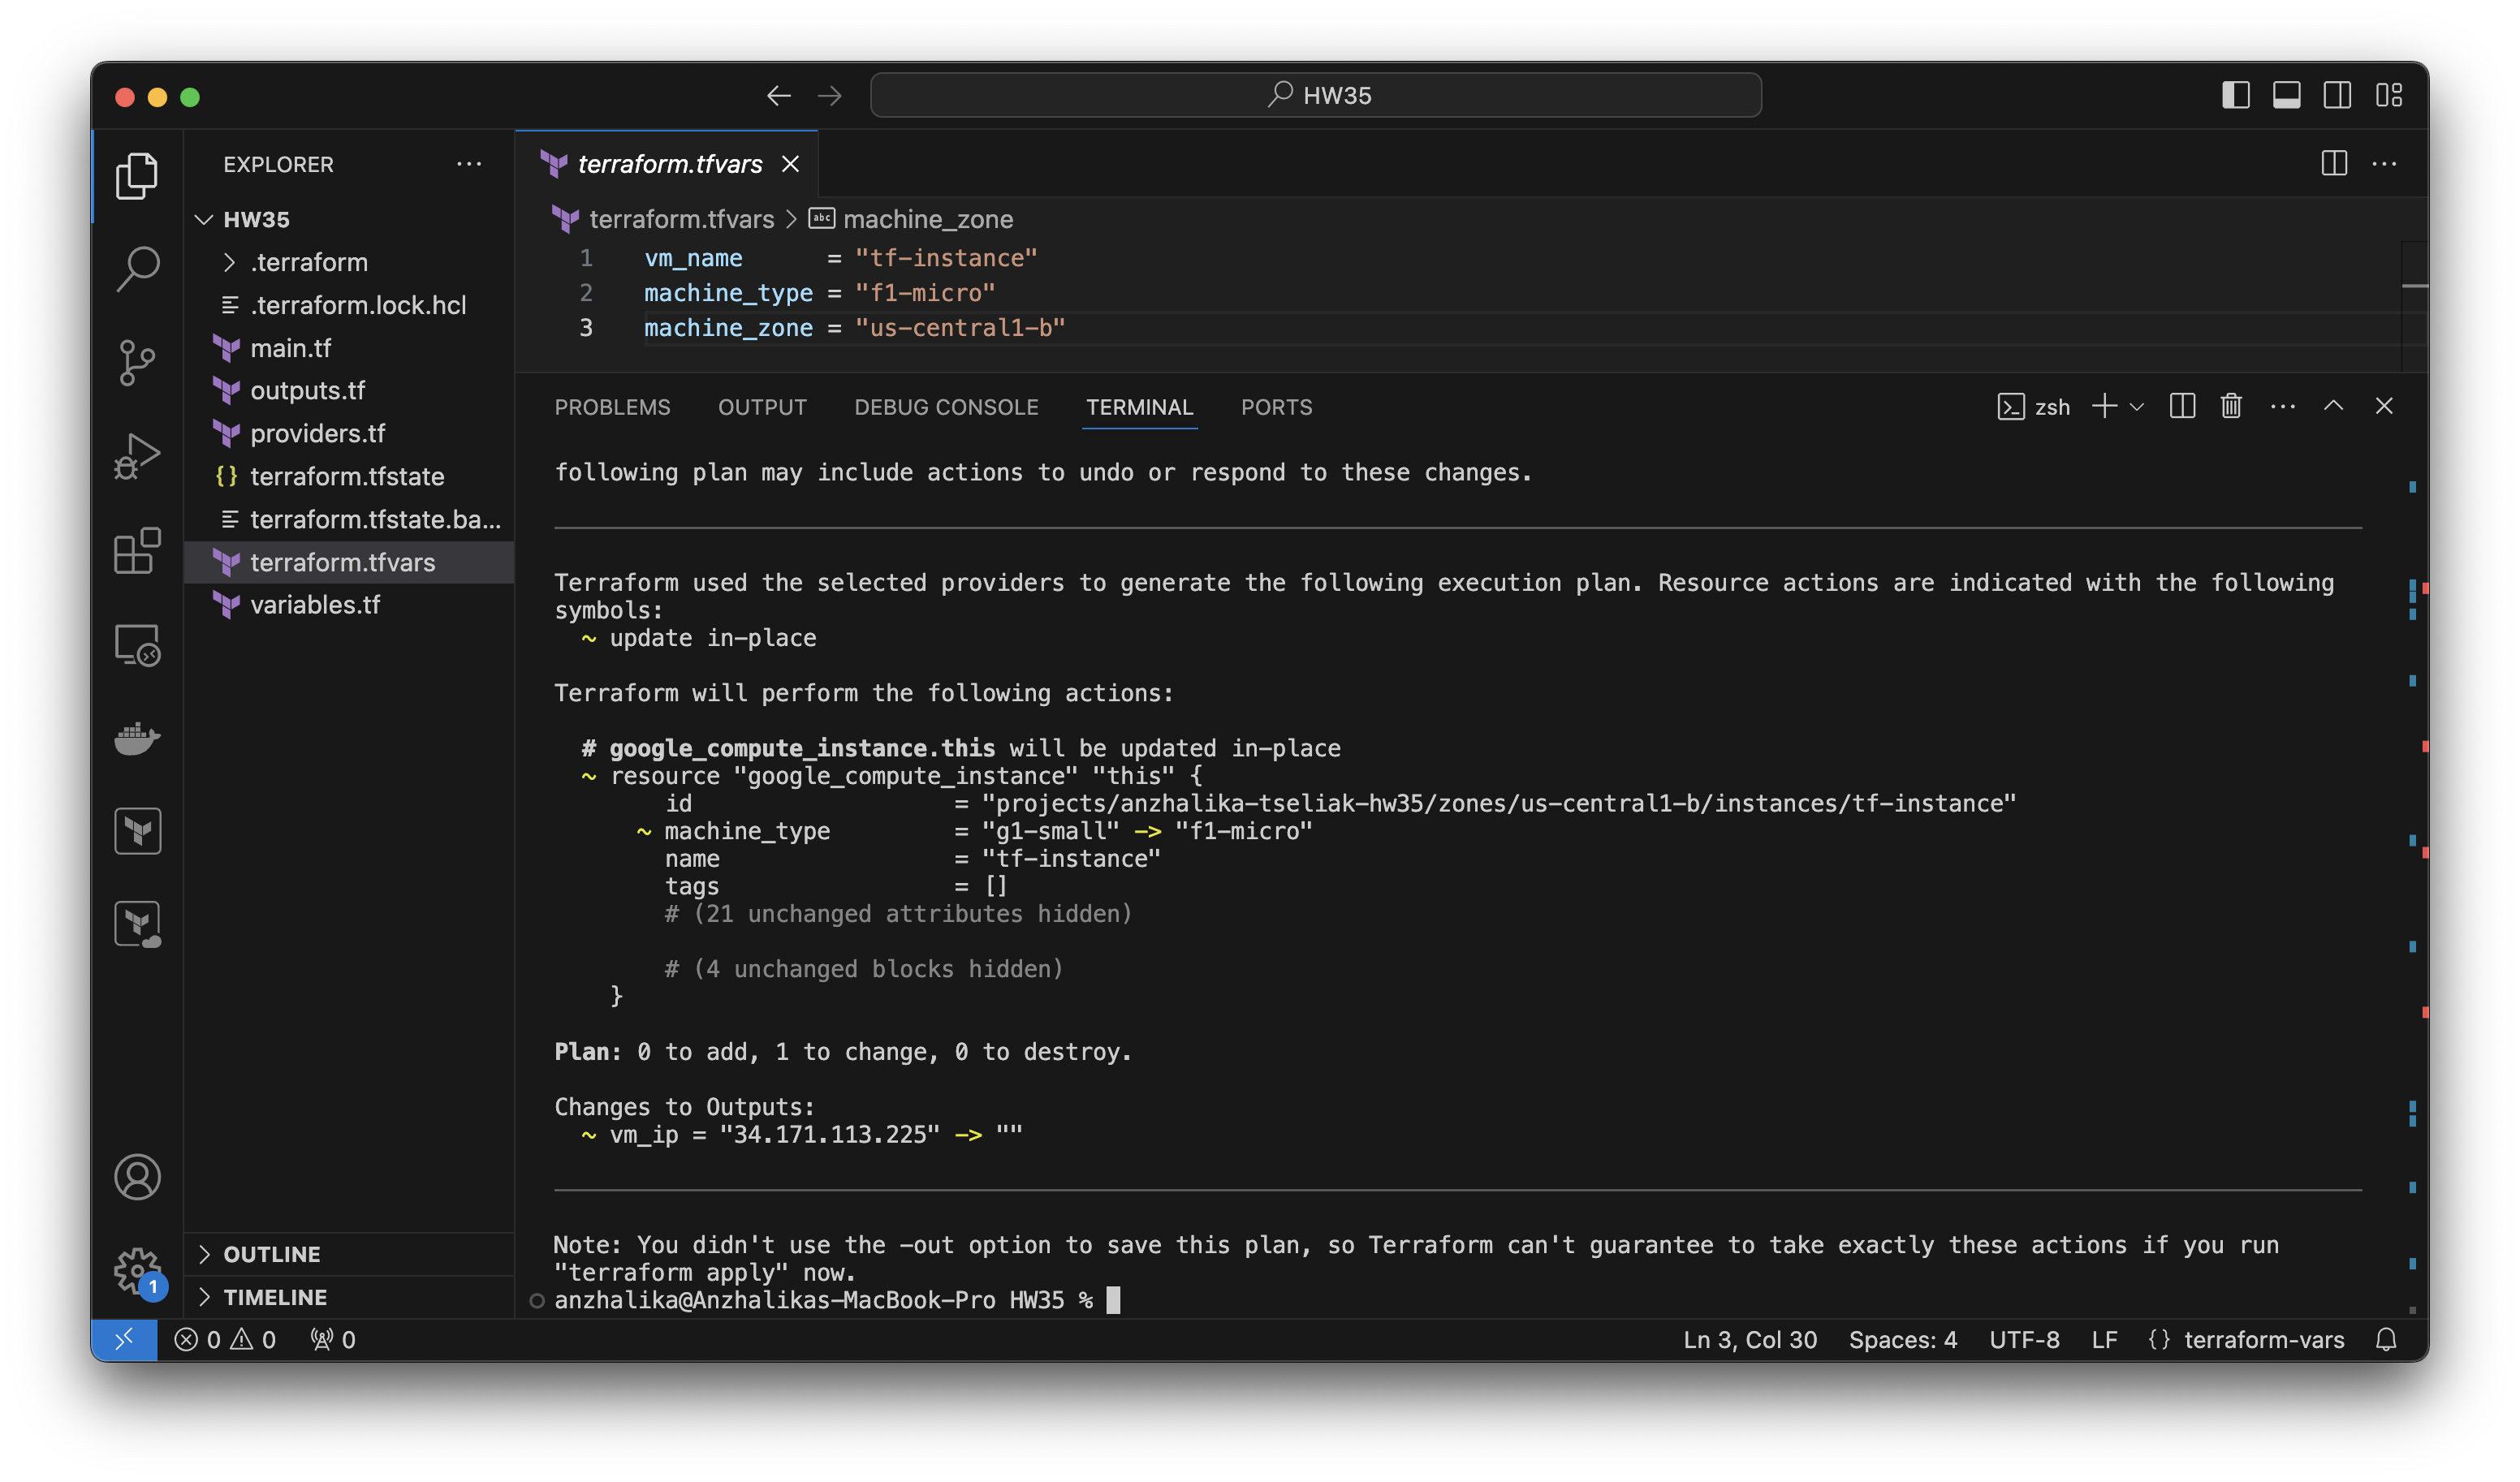 HW35
EXPLORER
HW35
.terraform
.terraform.lock.hcl
main.tf
outputs.tf
providers.tf
terraform.tfstate
terraform.tfstate.ba...
terraform.tfvars
variables.tf
OUTLINE
TIMELINE
1
terraform.tfvars
terraform.tfvars > abc machine_zone
1 vm_name      = "tf-instance"
2 machine_type = "f1-micro"
3 machine_zone = "us-central1-b"
PROBLEMS OUTPUT DEBUG CONSOLE TERMINAL PORTS zsh
following plan may include actions to undo or respond to these changes.
Terraform used the selected providers to generate the following execution plan. Resource actions are indicated with the following
symbols:
~ update in-place
Terraform will perform the following actions:
# google_compute_instance.this will be updated in-place
~ resource "google_compute_instance" "this" {
id = "projects/anzhalika-tseliak-hw35/zones/us-central1-b/instances/tf-instance"
~ machine_type = "g1-small" -> "f1-micro"
name = "tf-instance"
tags = []
# (21 unchanged attributes hidden)
# (4 unchanged blocks hidden)
}
Plan: 0 to add, 1 to change, 0 to destroy.
Changes to Outputs:
~ vm_ip = "34.171.113.225" -> ""
Note: You didn't use the -out option to save this plan, so Terraform can't guarantee to take exactly these actions if you run
"terraform apply" now.
anzhalika@Anzhalikas-MacBook-Pro HW35 %
0 0 0 Ln 3, Col 30 Spaces: 4 UTF-8 LF {} terraform-vars